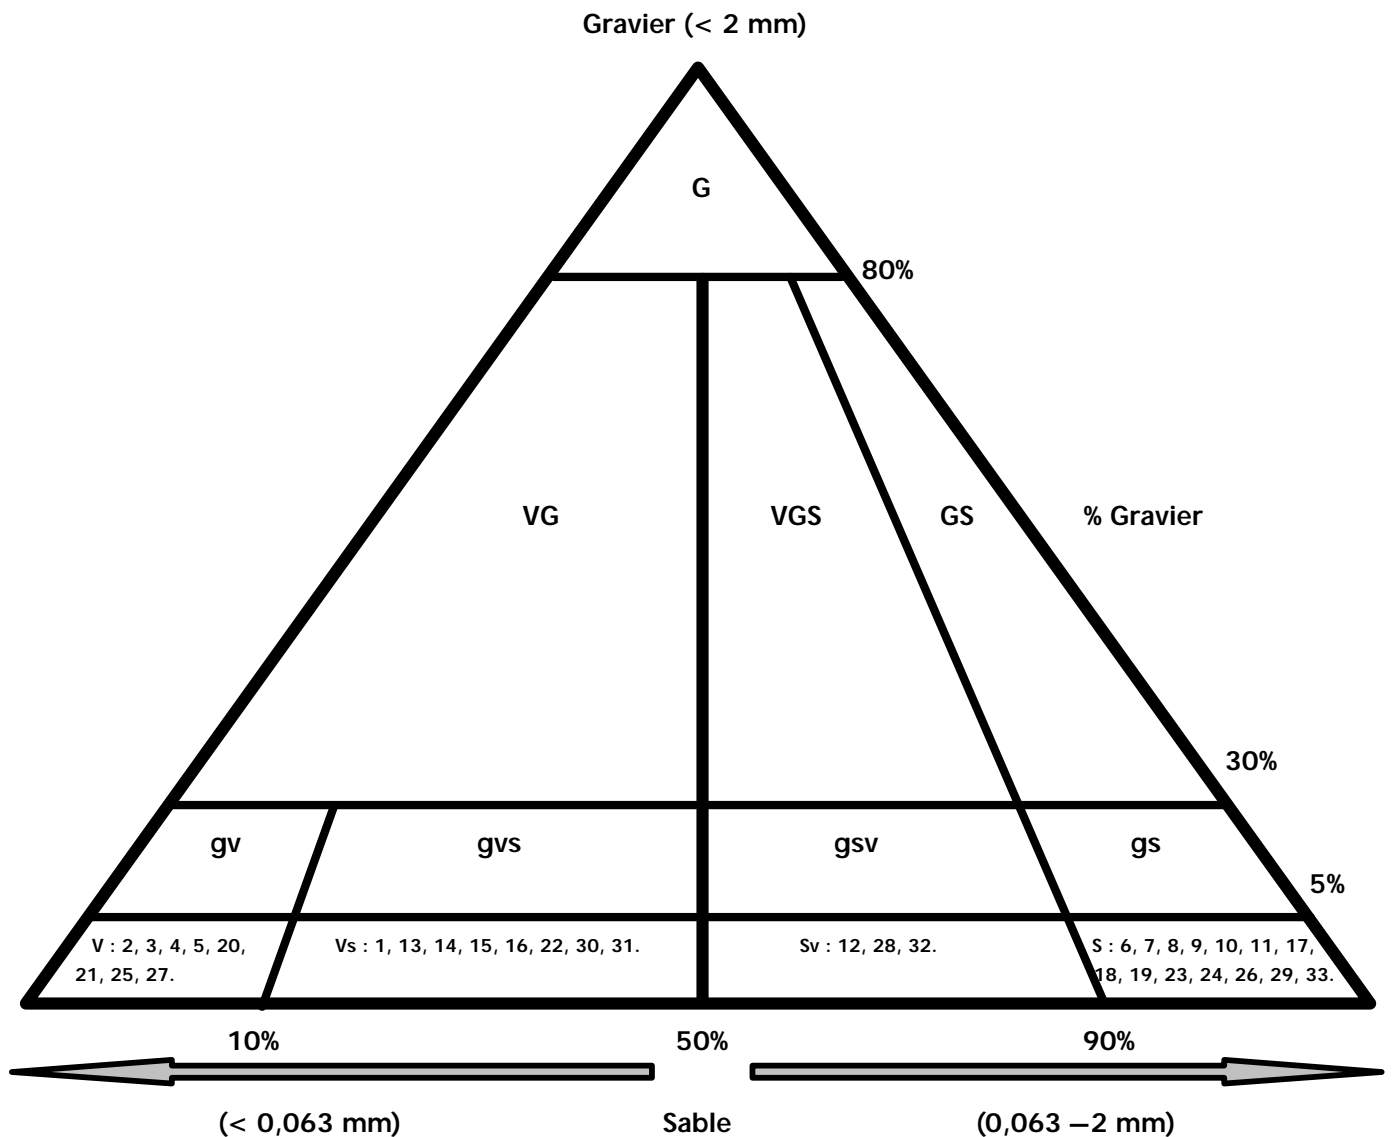 Gravier (< 2 mm)
G
80%
VG
VGS
GS
% Gravier
30%
gv
gvs
gsv
gs
5%
V : 2, 3, 4, 5, 20,
21, 25, 27.
Vs : 1, 13, 14, 15, 16, 22, 30, 31.
Sv : 12, 28, 32.
S : 6, 7, 8, 9, 10, 11, 17,
18, 19, 23, 24, 26, 29, 33.
10%
50%
90%
(< 0,063 mm)
Sable
(0,063 –2 mm)